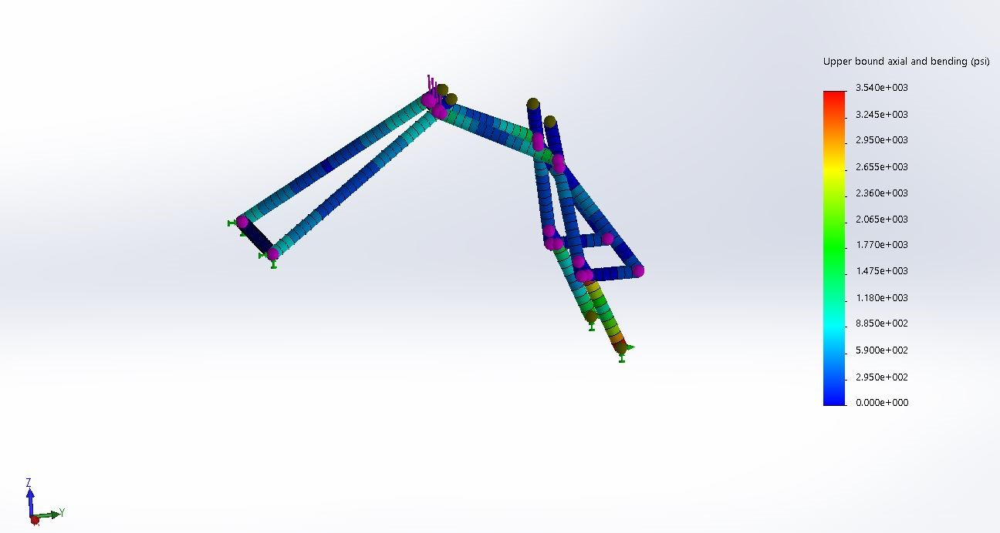 Upper bound axial and bending (psi)
3.540e+003
3.245e+003
2.950e+003
2.655e+003
2.360e+003
2.065e+003
1.770e+003
1.475e+003
1.180e+003
8.850e+002
5.900e+002
2.950e+002
0.000e+000
Z
Y